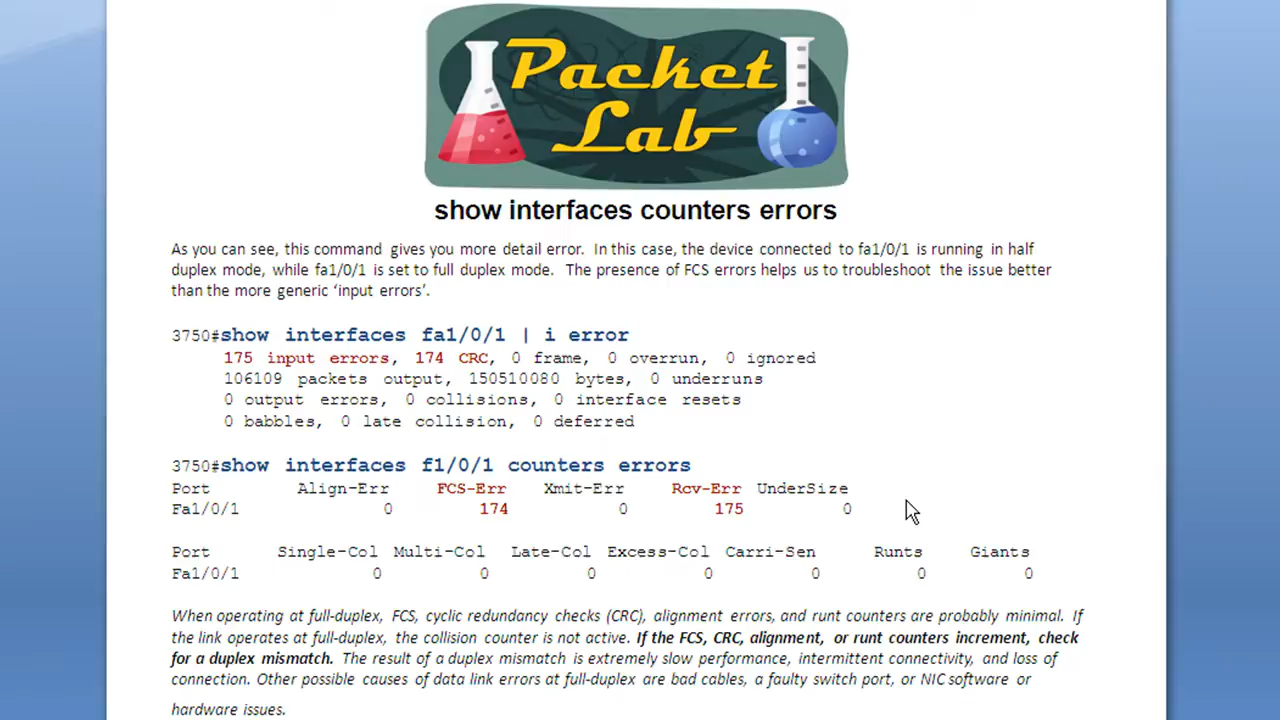 Packet
Lab
show interfaces counters errors
As you can see, this command gives you more detail error. In this case, the device connected to fa1/0/1 is running in half
duplex mode, while fa1/0/1 is set to full duplex mode. The presence of FCS errors helps us to troubleshoot the issue better
than the more generic 'input errors'.
3750#show interfaces fa1/0/1 | i error
175 input errors, 174 CRC, 0 frame, 0 overrun, 0 ignored
106109 packets output, 150510080 bytes, 0 underruns
0 output errors, 0 collisions, 0 interface resets
0 babbles, 0 late collision, 0 deferred
3750#show interfaces f1/0/1 counters errors
Port Align-Err FCS-Err Xmit-Err Rcv-Err UnderSize
Fa1/0/1 0 174 0 175 0
Port Single-Col Multi-Col Late-Col Excess-Col Carri-Sen Runts Giants
Fa1/0/1 0 0 0 0 0 0 0
When operating at full-duplex, FCS, cyclic redundancy checks (CRC), alignment errors, and runt counters are probably minimal. If
the link operates at full-duplex, the collision counter is not active. If the FCS, CRC, alignment, or runt counters increment, check
for a duplex mismatch. The result of a duplex mismatch is extremely slow performance, intermittent connectivity, and loss of
connection. Other possible causes of data link errors at full-duplex are bad cables, a faulty switch port, or NIC software or
hardware issues.